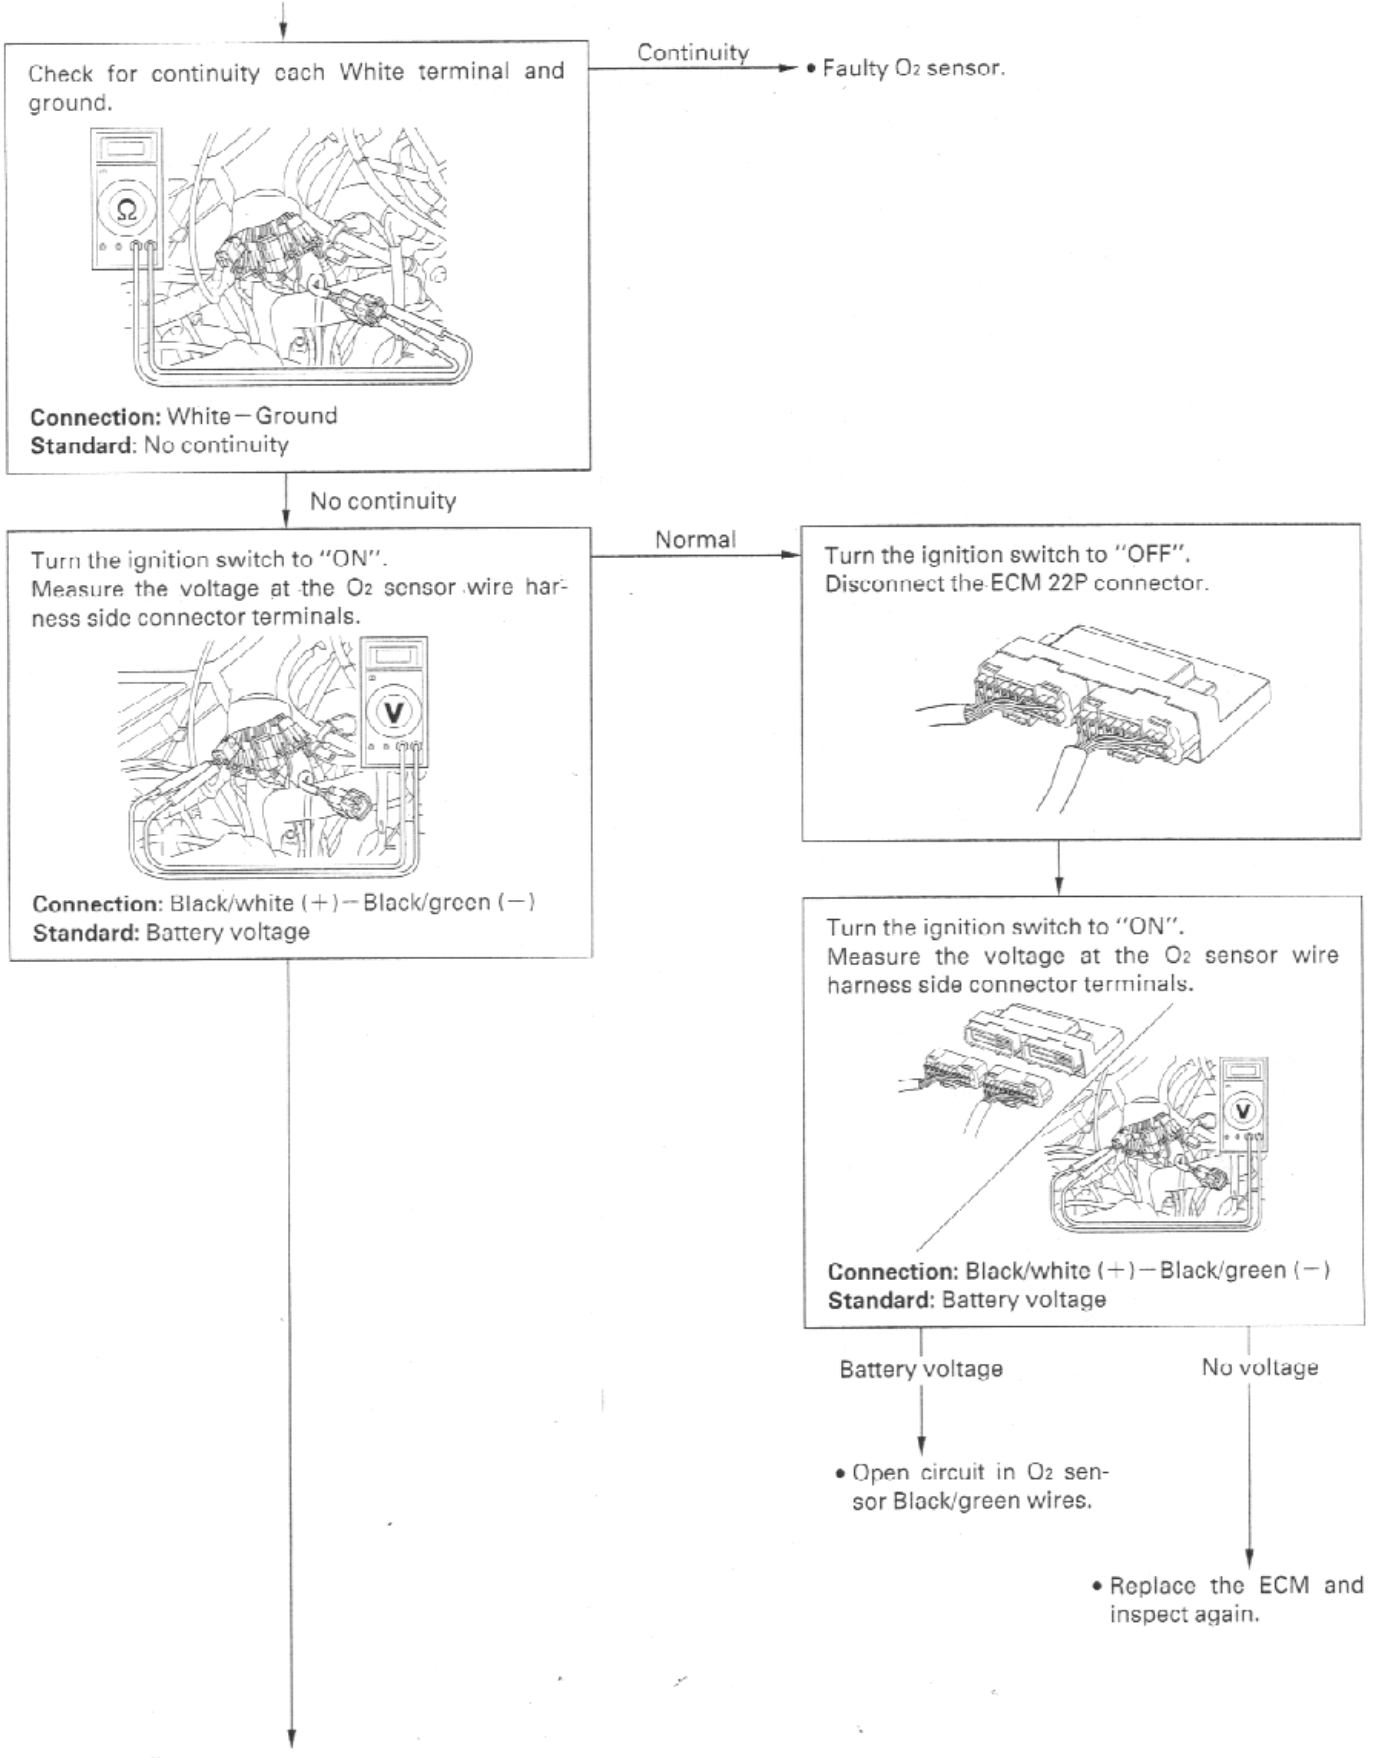 Check for continuity each White terminal and
ground.
Continuity
• Faulty O2 sensor.
Ω
Connection: White—Ground
Standard: No continuity
No continuity
Turn the ignition switch to "ON".
Measure the voltage at the O2 sensor wire har-
ness side connector terminals.
V
Connection: Black/white (+)—Black/green (—)
Standard: Battery voltage
Normal
Turn the ignition switch to "OFF".
Disconnect the ECM 22P connector.
Turn the ignition switch to "ON".
Measure the voltage at the O2 sensor wire
harness side connector terminals.
V
Connection: Black/white (+)—Black/green (—)
Standard: Battery voltage
Battery voltage
No voltage
• Open circuit in O2 sen-
sor Black/green wires.
• Replace the ECM and
inspect again.